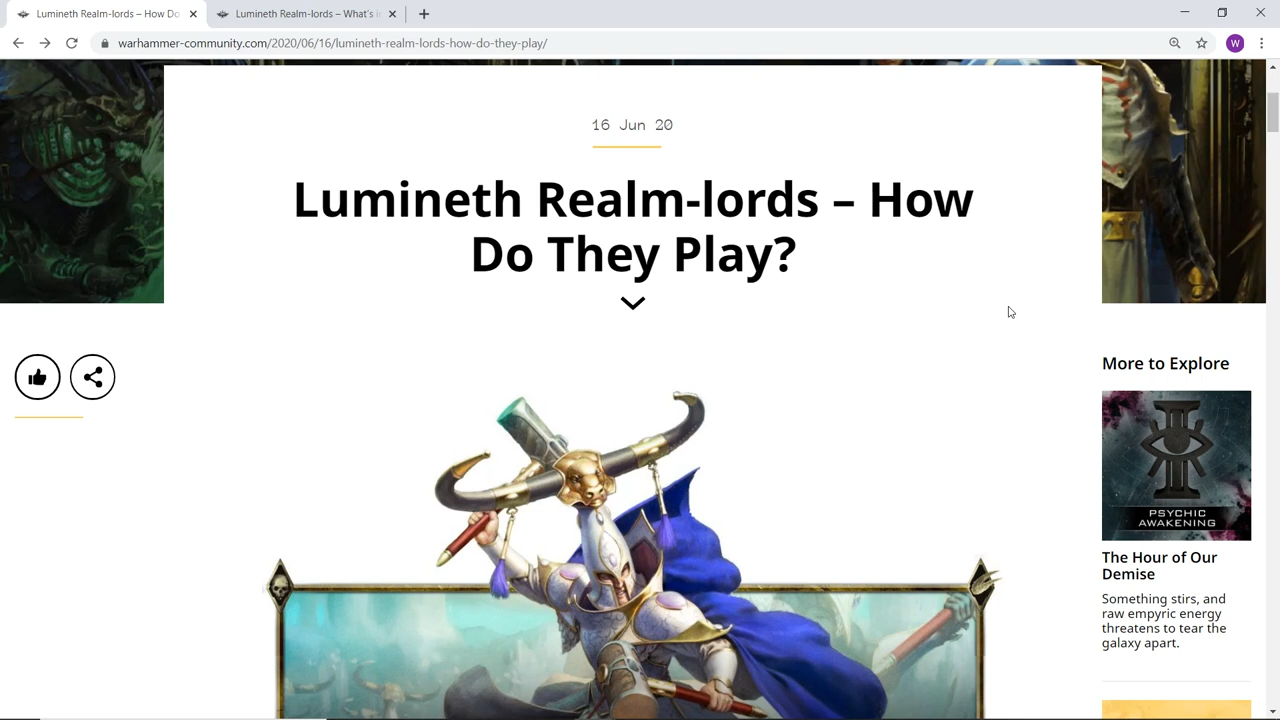 Lumineth Realm-lords – How Do
Lumineth Realm-lords – What's i
warhammer-community.com/2020/06/16/lumineth-realm-lords-how-do-they-play/
W
16 Jun 20
Lumineth Realm-lords – How
Do They Play?
More to Explore
PSYCHIC
AWAKENING
The Hour of Our
Demise
Something stirs, and
raw empyric energy
threatens to tear the
galaxy apart.